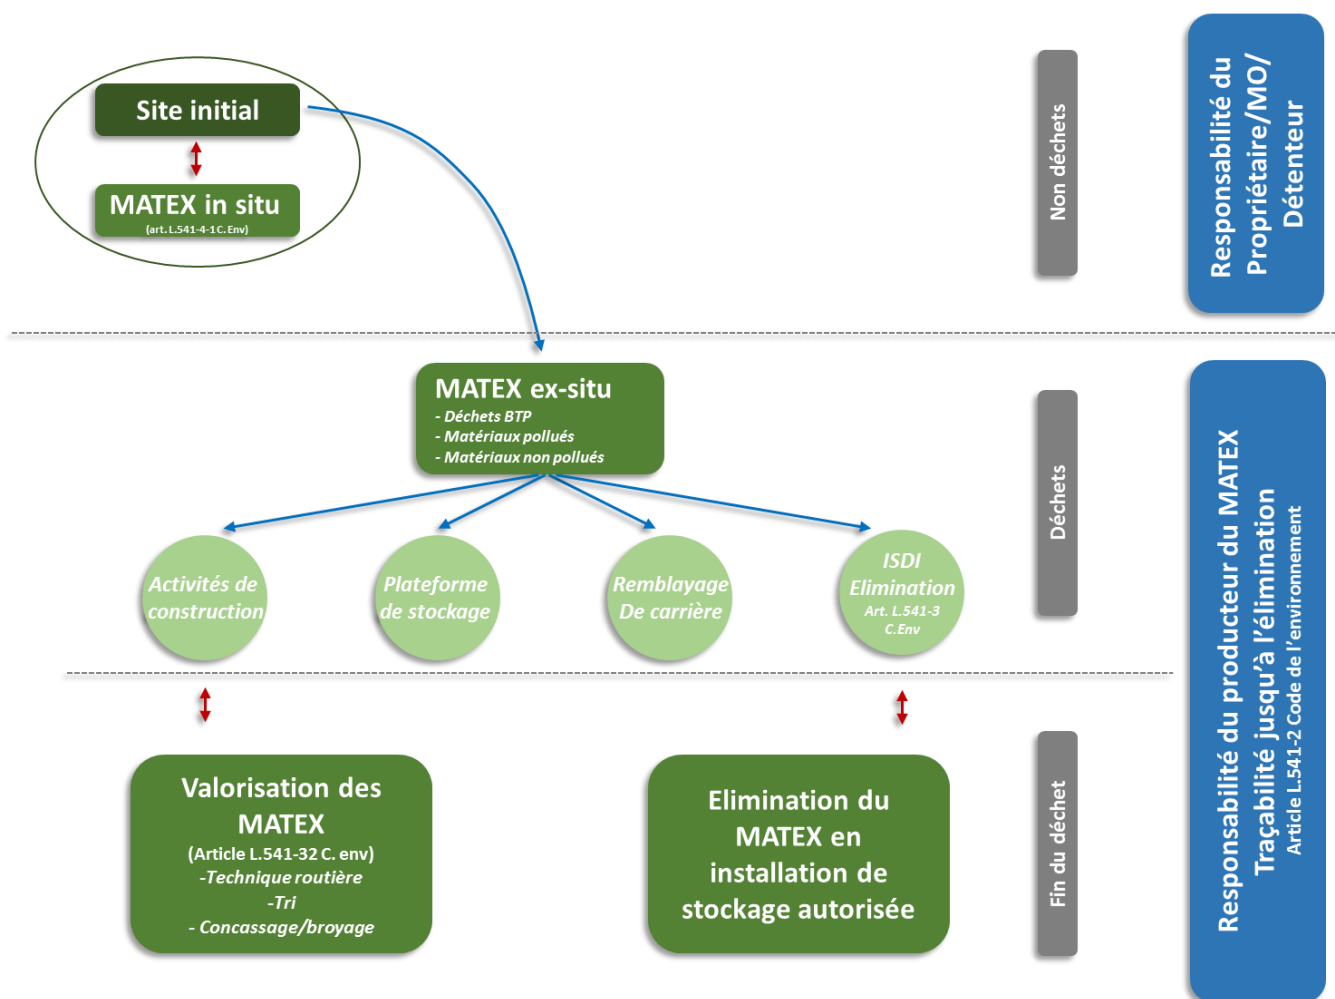 Site initial
MATEX in situ
(art. L.541-4-1C. Env)
Non déchets
Responsabilité du
Propriétaire/MO/
Détenteur
MATEX ex-situ
- Déchets BTP
- Matériaux pollués
- Matériaux non pollués
Déchets
Activités de
construction
Plateforme
de stockage
Remblayage
De carrière
ISDI
Elimination
Art. L.541-3
C.Env
Responsabilité du producteur du MATEX
Traçabilité jusqu'à l'élimination
Article L.541-2 Code de l'environnement
Valorisation des
MATEX
(Article L.541-32 C. env)
-Technique routière
-Tri
- Concassage/broyage
Elimination du
MATEX en
installation de
stockage autorisée
Fin du déchet